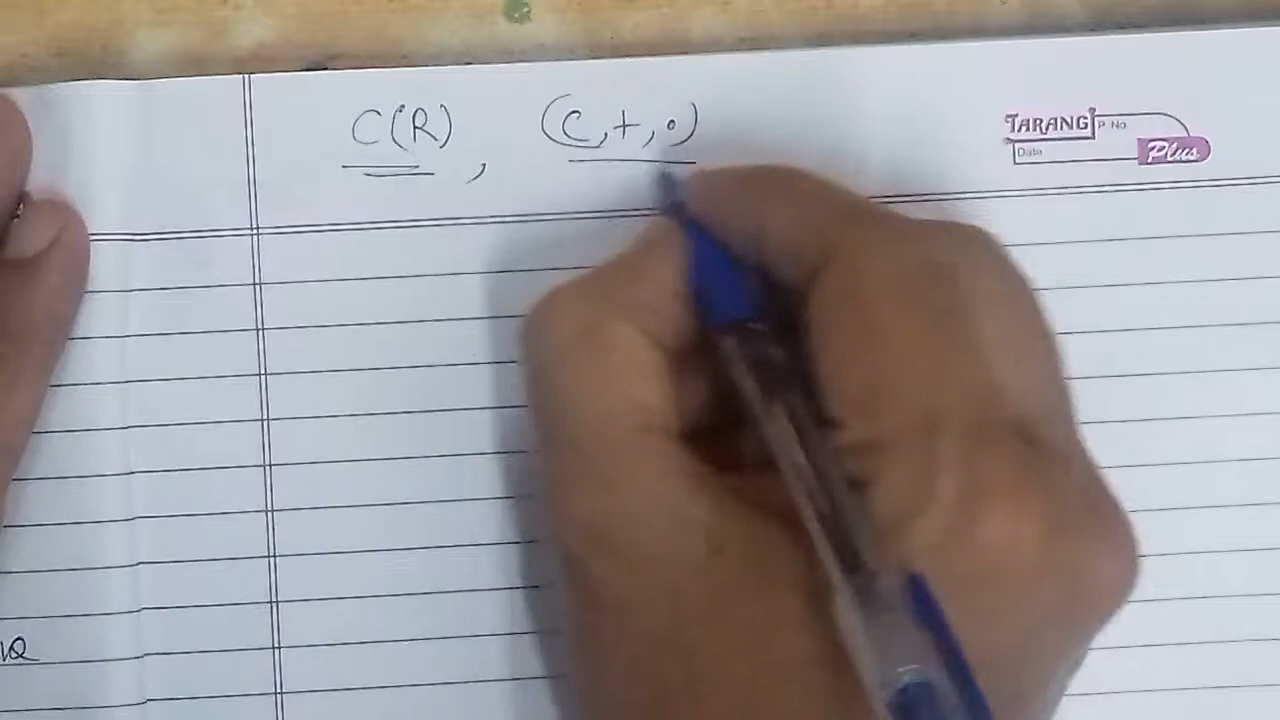 C(R), (C,+,·)
TARANG P. No.
Date Plus